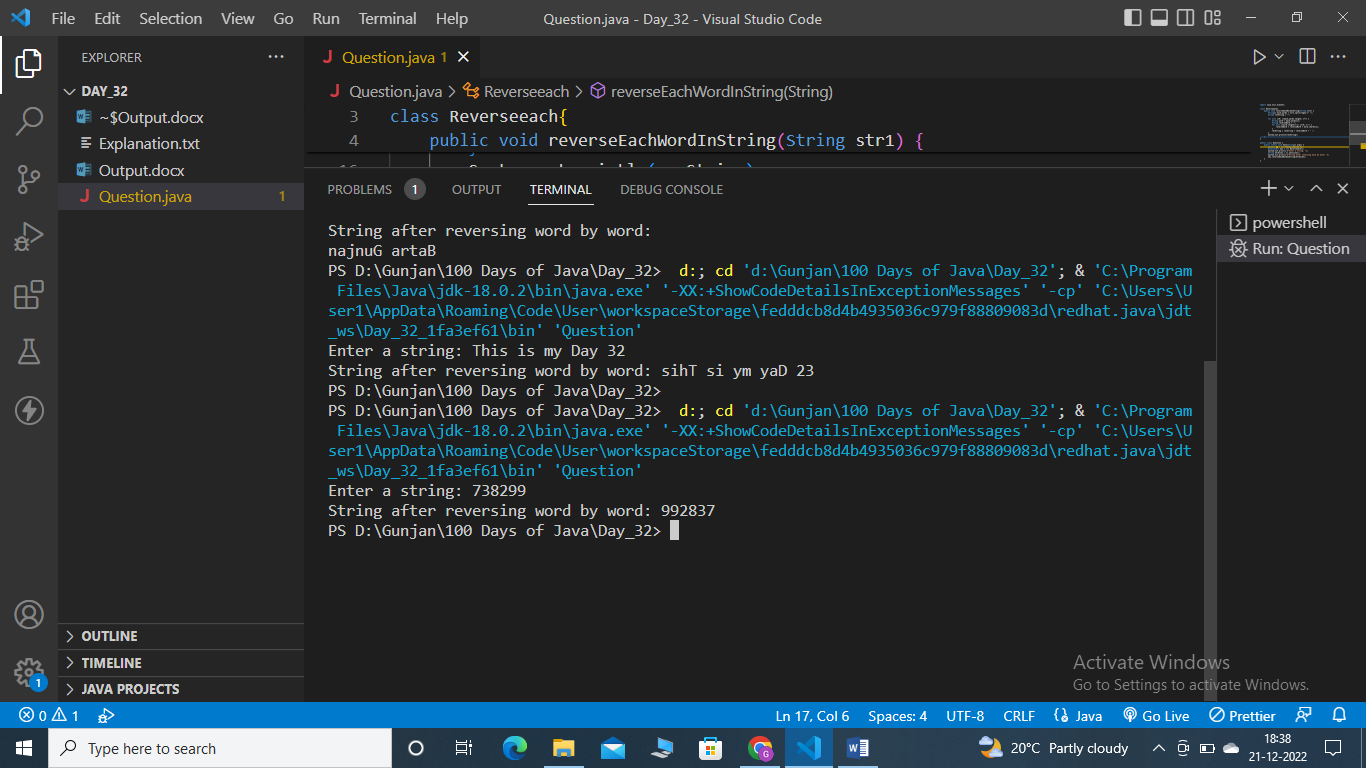 File Edit Selection View Go Run Terminal Help
Question.java - Day_32 - Visual Studio Code
EXPLORER
DAY_32
~$Output.docx
Explanation.txt
Output.docx
Question.java 1
Question.java 1
Question.java > Reverseeach > reverseEachWordInString(String)
3 class Reverseeach{
4 public void reverseEachWordInString(String str1) {
PROBLEMS 1 OUTPUT TERMINAL DEBUG CONSOLE
powershell
Run: Question
String after reversing word by word:
najnuG artaB
PS D:\Gunjan\100 Days of Java\Day_32> d:; cd 'd:\Gunjan\100 Days of Java\Day_32'; & 'C:\Program
Files\Java\jdk-18.0.2\bin\java.exe' '-XX:+ShowCodeDetailsInExceptionMessages' '-cp' 'C:\Users\U
ser1\AppData\Roaming\Code\User\workspaceStorage\fedddcb8d4b4935036c979f88809083d\redhat.java\jdt
_ws\Day_32_1fa3ef61\bin' 'Question'
Enter a string: This is my Day 32
String after reversing word by word: sihT si ym yaD 23
PS D:\Gunjan\100 Days of Java\Day_32>
PS D:\Gunjan\100 Days of Java\Day_32> d:; cd 'd:\Gunjan\100 Days of Java\Day_32'; & 'C:\Program
Files\Java\jdk-18.0.2\bin\java.exe' '-XX:+ShowCodeDetailsInExceptionMessages' '-cp' 'C:\Users\U
ser1\AppData\Roaming\Code\User\workspaceStorage\fedddcb8d4b4935036c979f88809083d\redhat.java\jdt
_ws\Day_32_1fa3ef61\bin' 'Question'
Enter a string: 738299
String after reversing word by word: 992837
PS D:\Gunjan\100 Days of Java\Day_32>
OUTLINE
TIMELINE
JAVA PROJECTS
1
Activate Windows
Go to Settings to activate Windows.
0 1
Ln 17, Col 6 Spaces: 4 UTF-8 CRLF Java Go Live Prettier
Type here to search
20°C Partly cloudy
18:38
21-12-2022